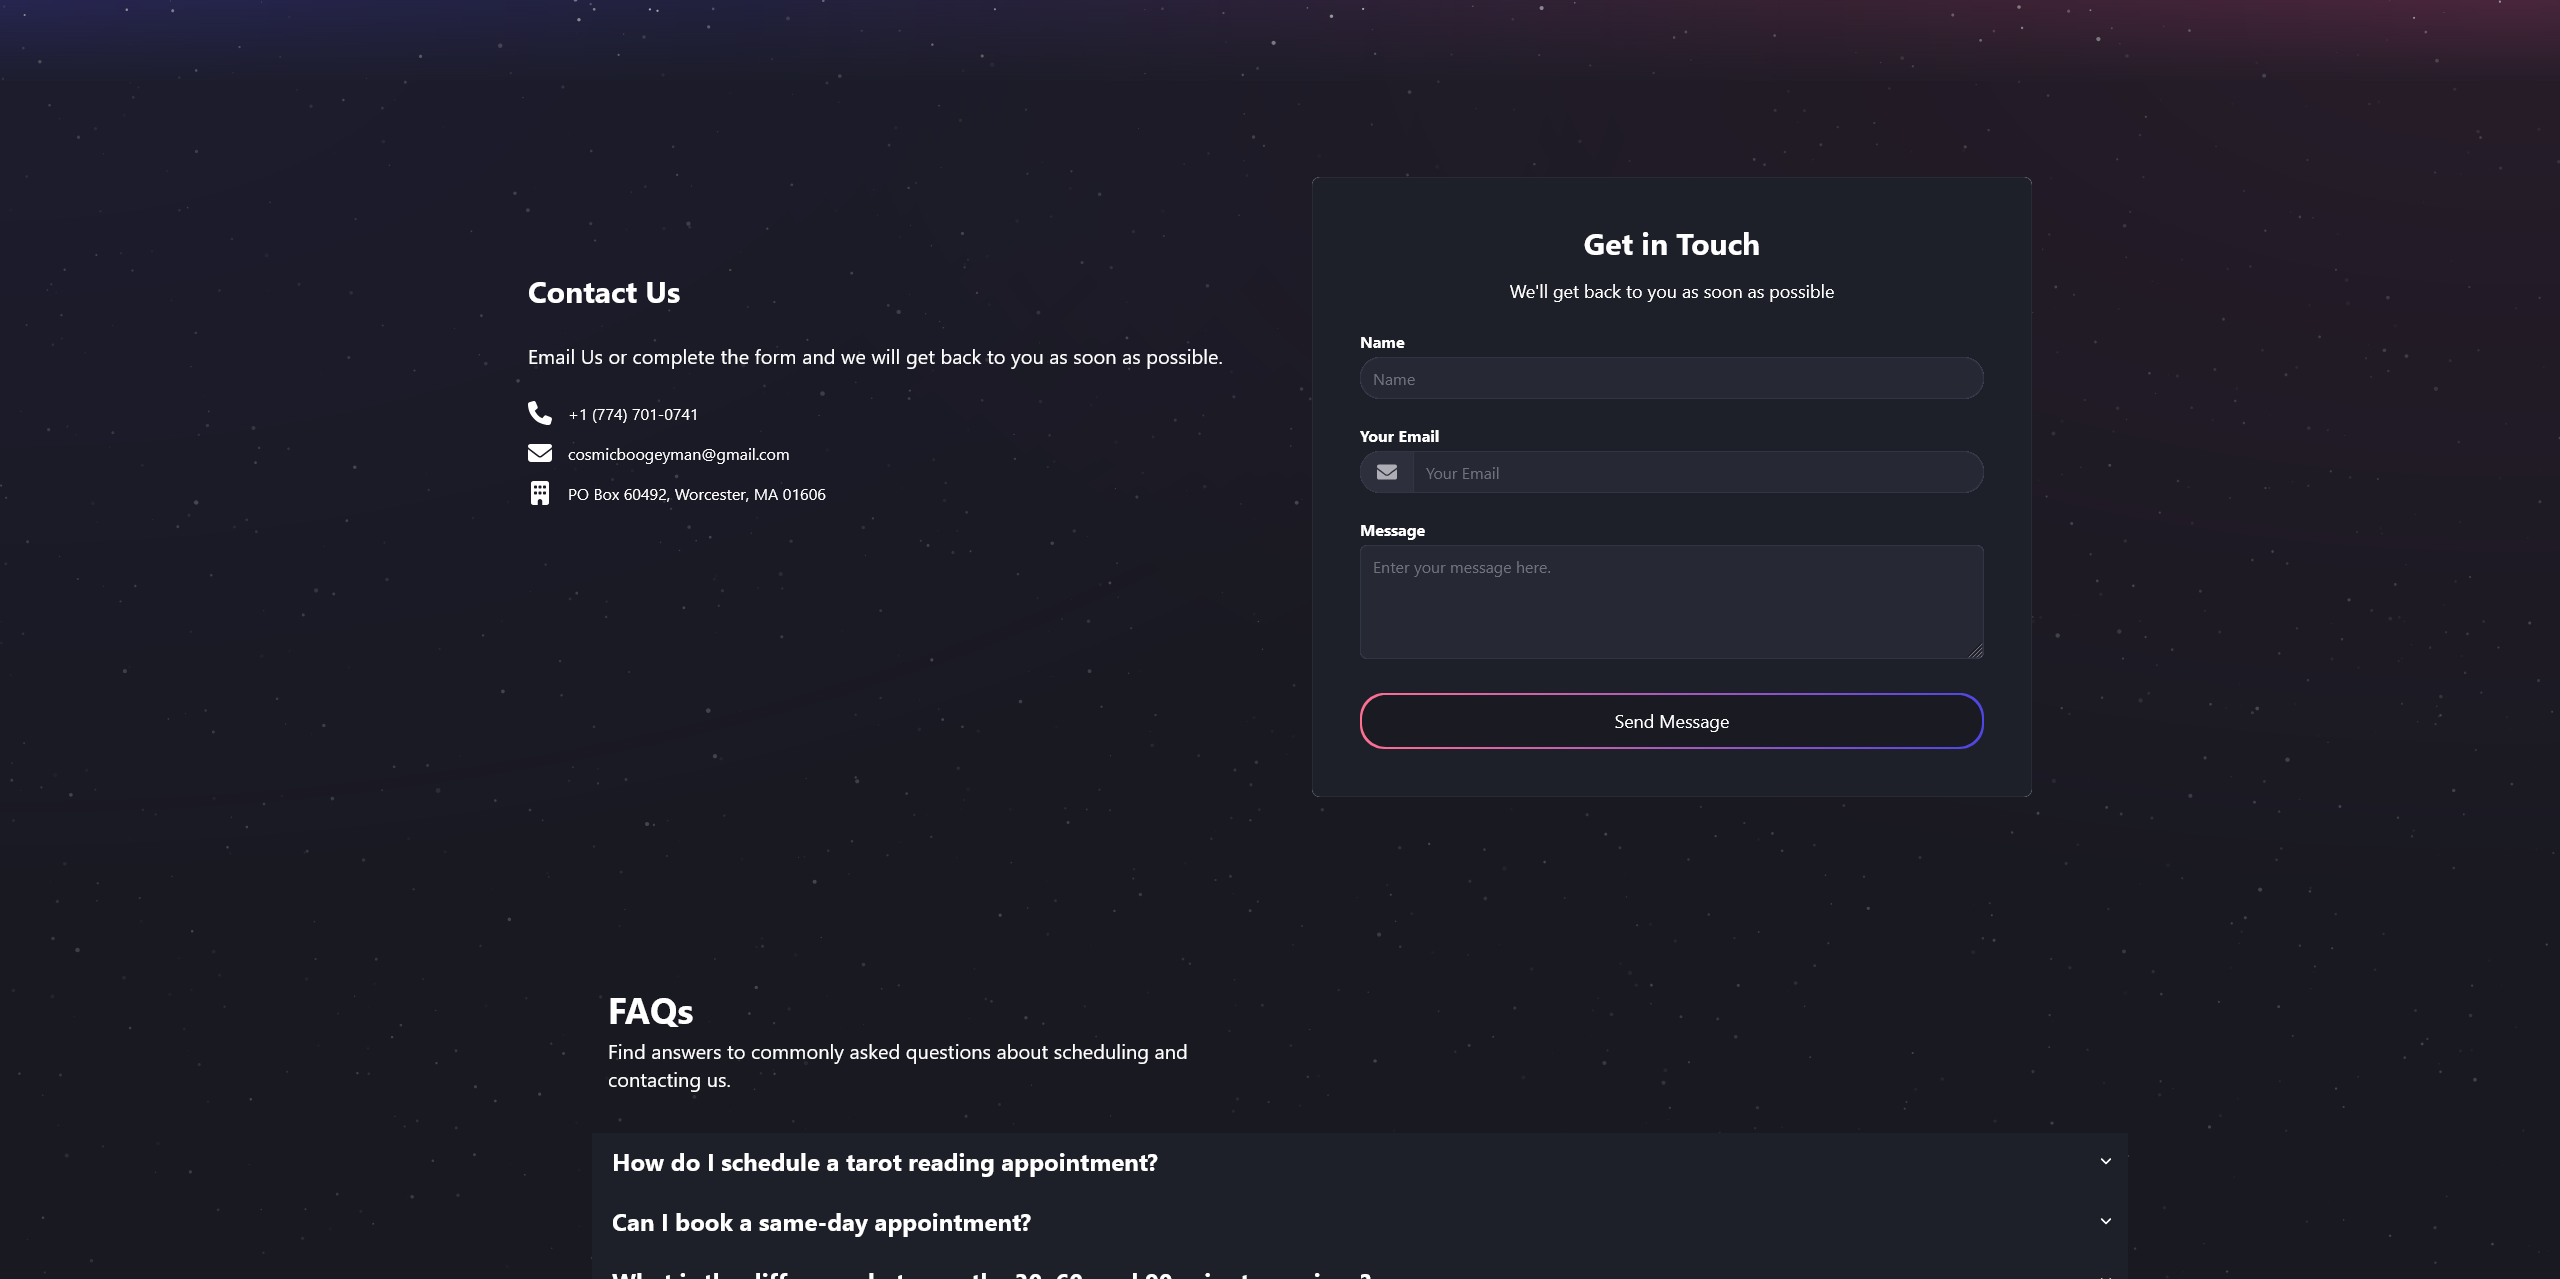 Contact Us
Email Us or complete the form and we will get back to you as soon as possible.
+1 (774) 701-0741
cosmicboogeyman@gmail.com
PO Box 60492, Worcester, MA 01606
Get in Touch
We'll get back to you as soon as possible
Name
Name
Your Email
Your Email
Message
Enter your message here.
Send Message
FAQs
Find answers to commonly asked questions about scheduling and
contacting us.
How do I schedule a tarot reading appointment?
Can I book a same-day appointment?